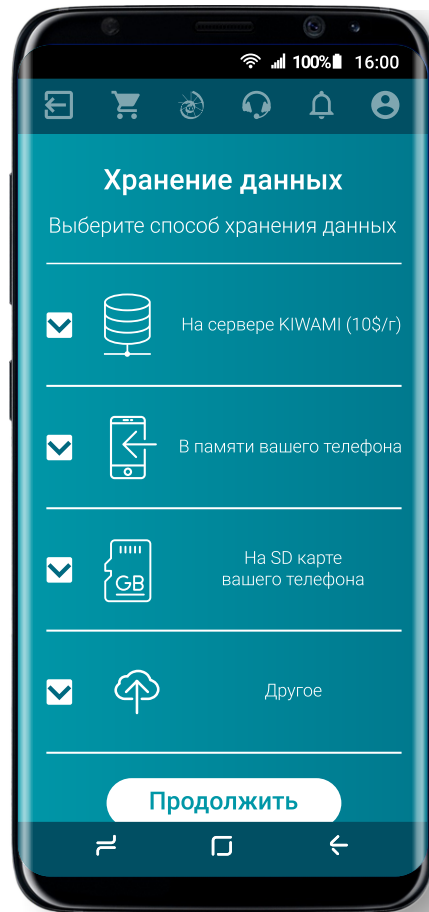 100% 16:00
Хранение данных
Выберите способ хранения данных
На сервере KIWAMI (10$/г)
В памяти вашего телефона
GB
На SD карте
вашего телефона
Другое
Продолжить